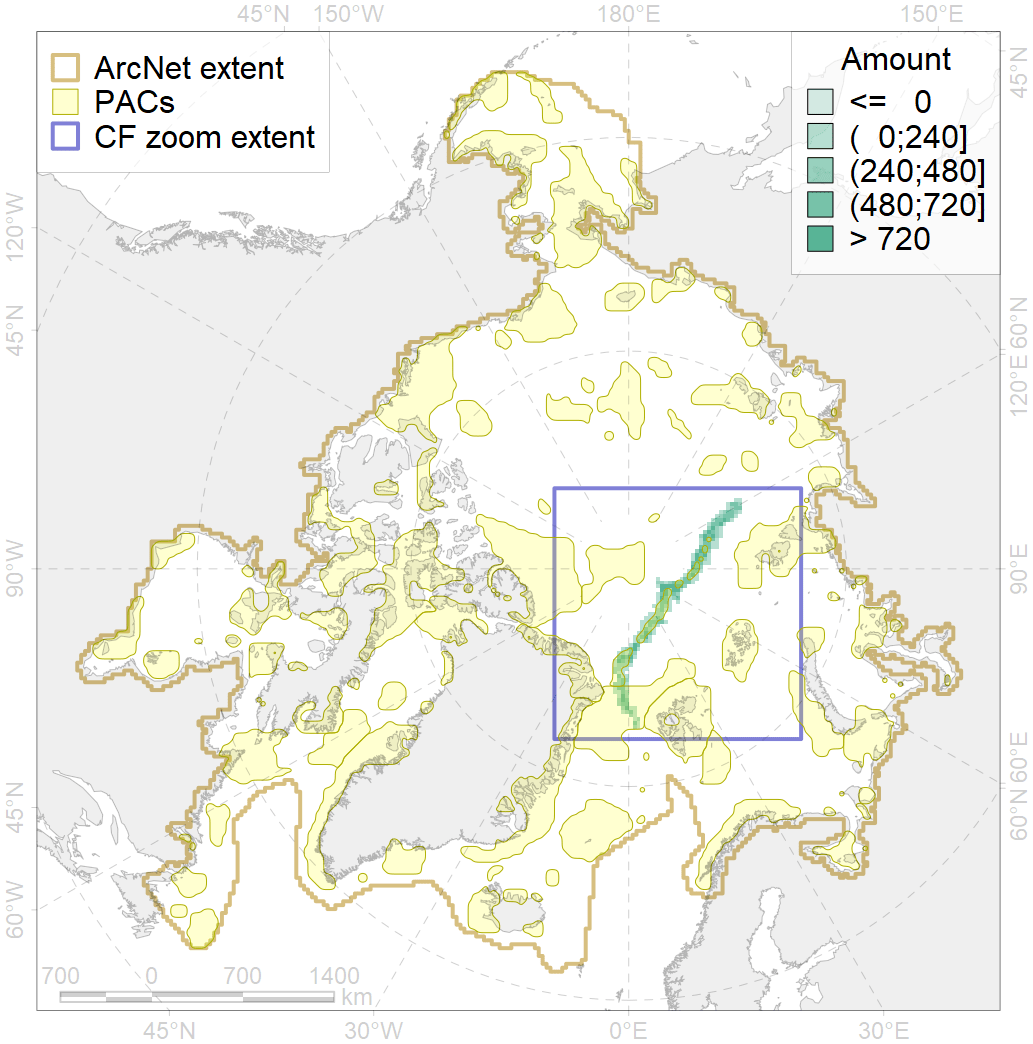 45°N 150°W 180°E 150°E
ArcNet extent
PACs
CF zoom extent
Amount
<= 0
( 0;240]
(240;480]
(480;720]
> 720
120°W
45°N
90°W
45°N
60°W
45°N
60°N
120°E
90°E
60°E
60°N
700 0 700 1400
km
45°W 30°W 0°E 30°E